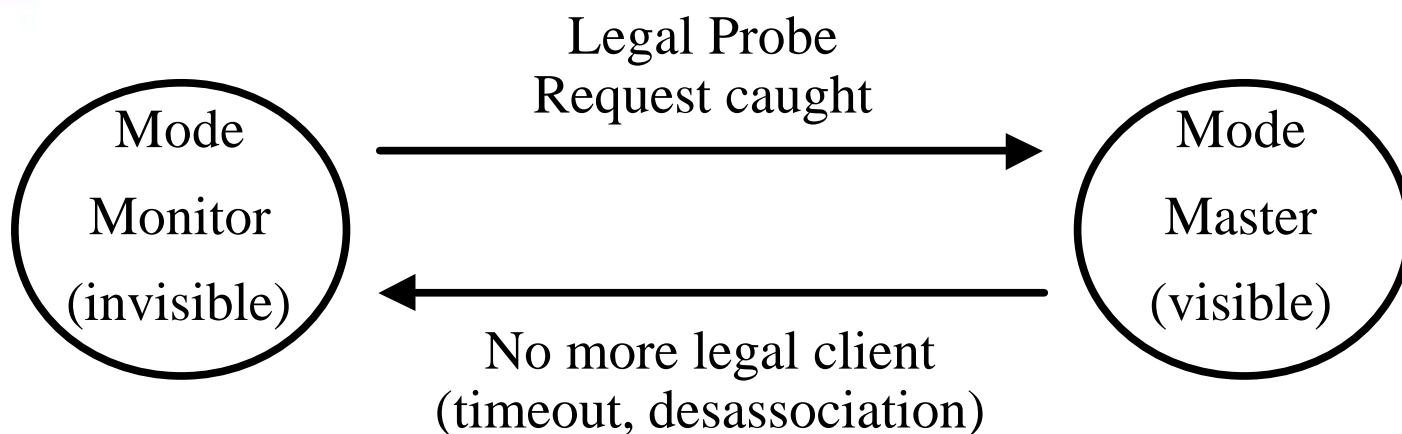 Legal Probe
Request caught
Mode
Monitor
(invisible)
Mode
Master
(visible)
No more legal client
(timeout, desassociation)